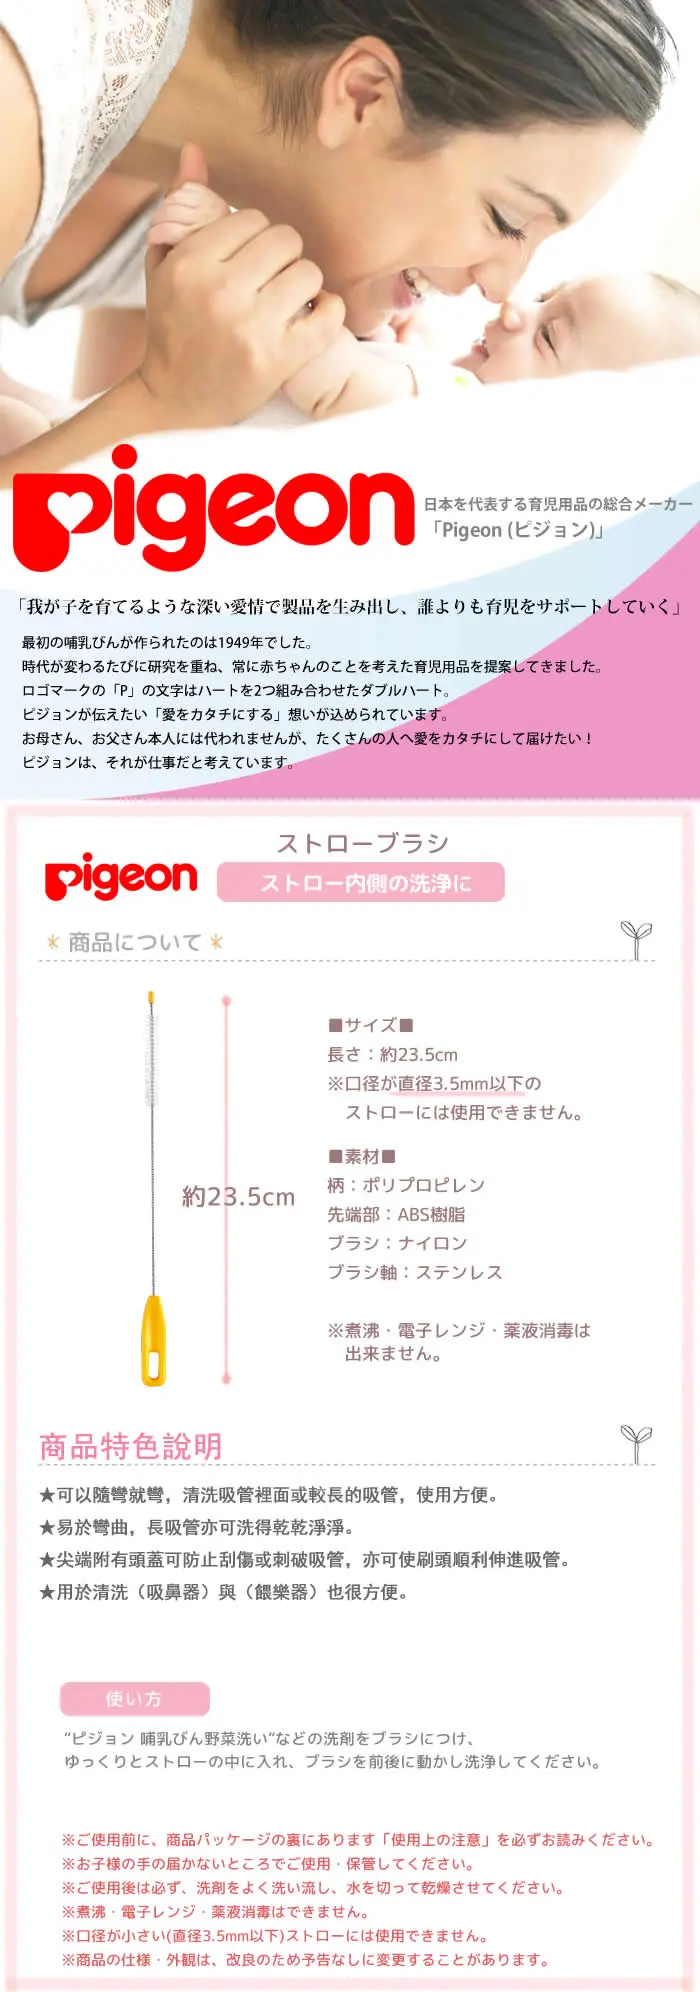 pigeon
日本を代表する育児用品の総合メーカー
「Pigeon (ピジョン)」
「我が子を育てるような深い愛情で製品を生み出し、誰よりも育児をサポートしていく」
最初の哺乳びんが作られたのは1949年でした。
時代が変わるたびに研究を重ね、常に赤ちゃんのことを考えた育児用品を提案してきました。
ロゴマークの「P」の文字はハートを2つ組み合わせたダブルハート。
ピジョンが伝えたい「愛をカタチにする」想いが込められています。
お母さん、お父さん本人には代われませんが、たくさんの人へ愛をカタチにして届けたい！
ピジョンは、それが仕事だと考えています。
ストローブラシ
pigeon
ストロー内側の洗浄に
＊商品について＊
■サイズ■
長さ：約23.5cm
※口径が直径3.5mm以下の
ストローには使用できません。
約23.5cm
■素材■
柄：ポリプロピレン
先端部：ABS樹脂
ブラシ：ナイロン
ブラシ軸：ステンレス
※煮沸・電子レンジ・薬液消毒は
出来ません。
商品特色說明
★可以隨彎就彎，清洗吸管裡面或較長的吸管，使用方便。
★易於彎曲，長吸管亦可洗得乾乾淨淨。
★尖端附有頭蓋可防止刮傷或刺破吸管，亦可使刷頭順利伸進吸管。
★用於清洗（吸鼻器）與（餵樂器）也很方便。
使い方
“ピジョン 哺乳びん野菜洗い“などの洗剤をブラシにつけ、
ゆっくりとストローの中に入れ、ブラシを前後に動かし洗浄してください。
※ご使用前に、商品パッケージの裏にあります「使用上の注意」を必ずお読みください。
※お子様の手の届かないところでご使用・保管してください。
※ご使用後は必ず、洗剤をよく洗い流し、水を切って乾燥させてください。
※煮沸・電子レンジ・薬液消毒はできません。
※口径が小さい(直径3.5mm以下)ストローには使用できません。
※商品の仕様・外観は、改良のため予告なしに変更することがあります。